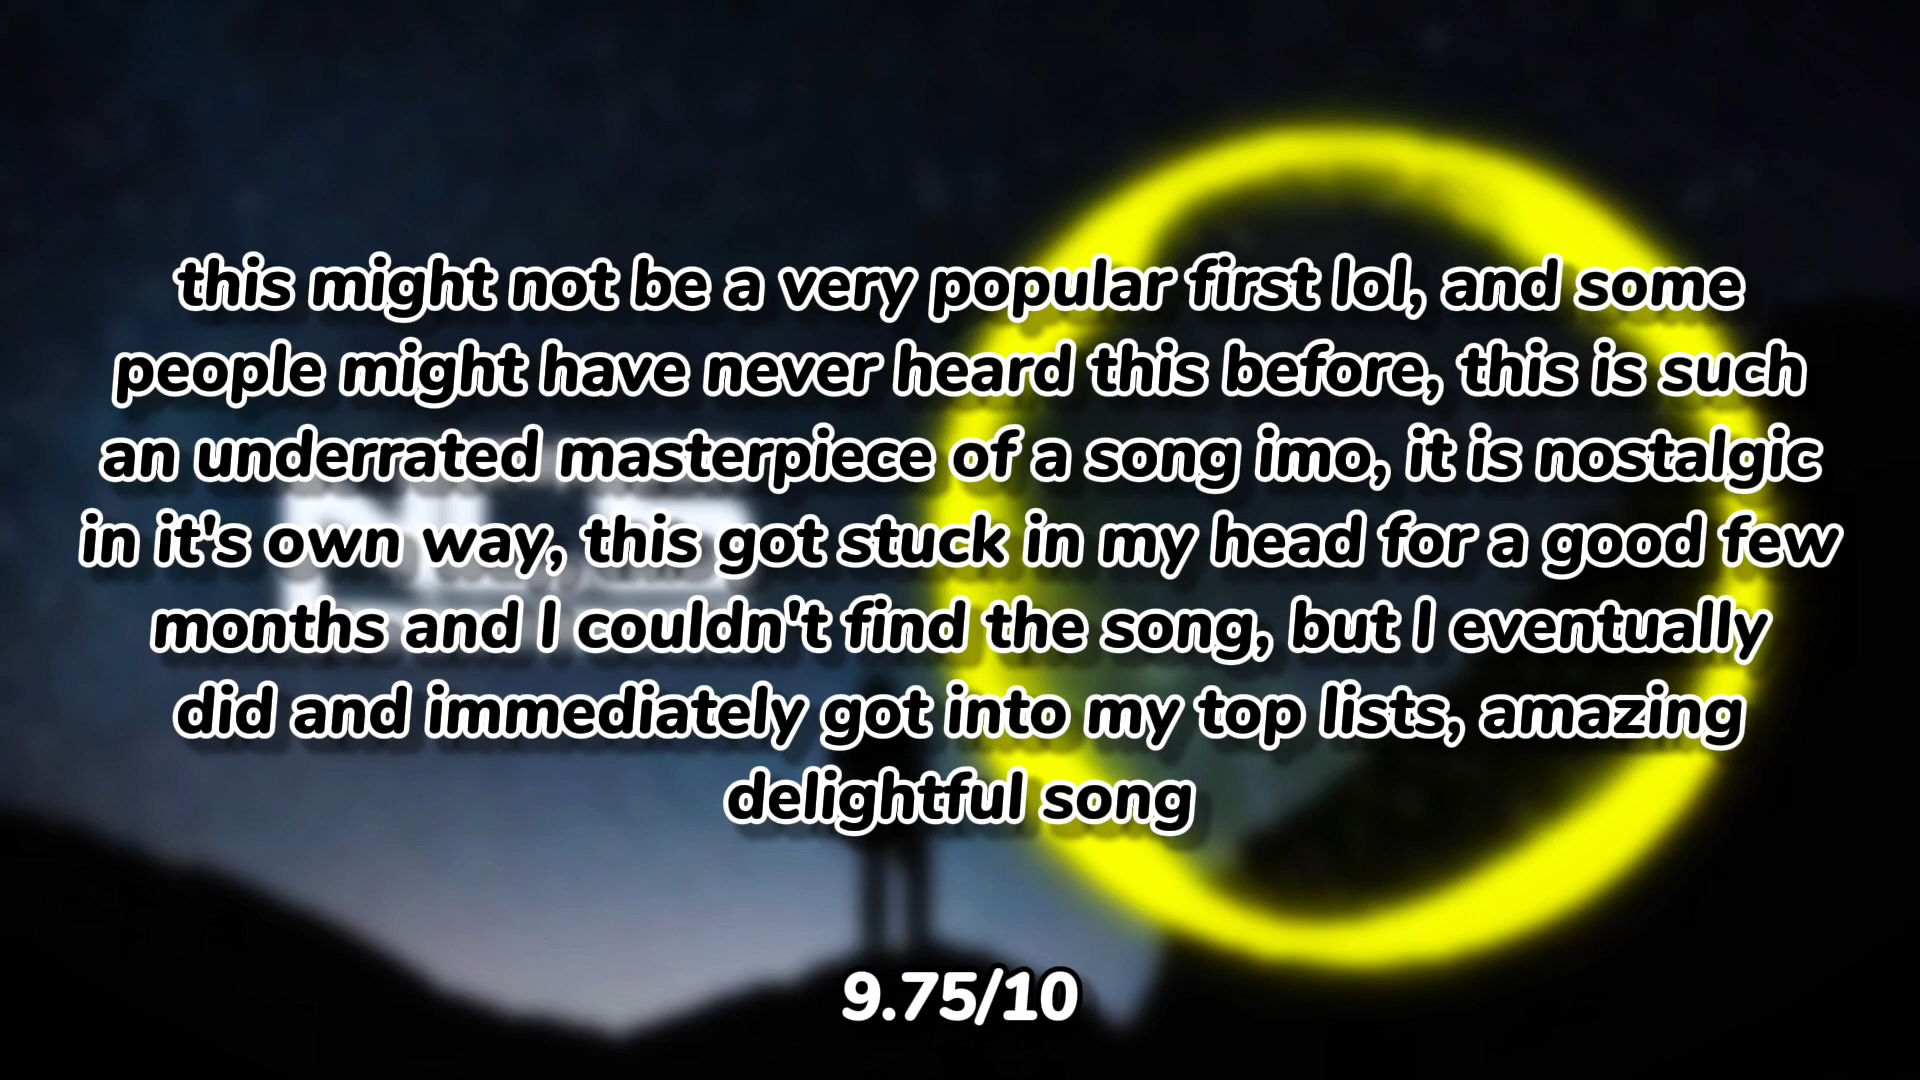 this might not be a very popular first lol, and some
people might have never heard this before, this is such
an underrated masterpiece of a song imo, it is nostalgic
in it's own way, this got stuck in my head for a good few
months and I couldn't find the song, but I eventually
did and immediately got into my top lists, amazing
delightful song
9.75/10